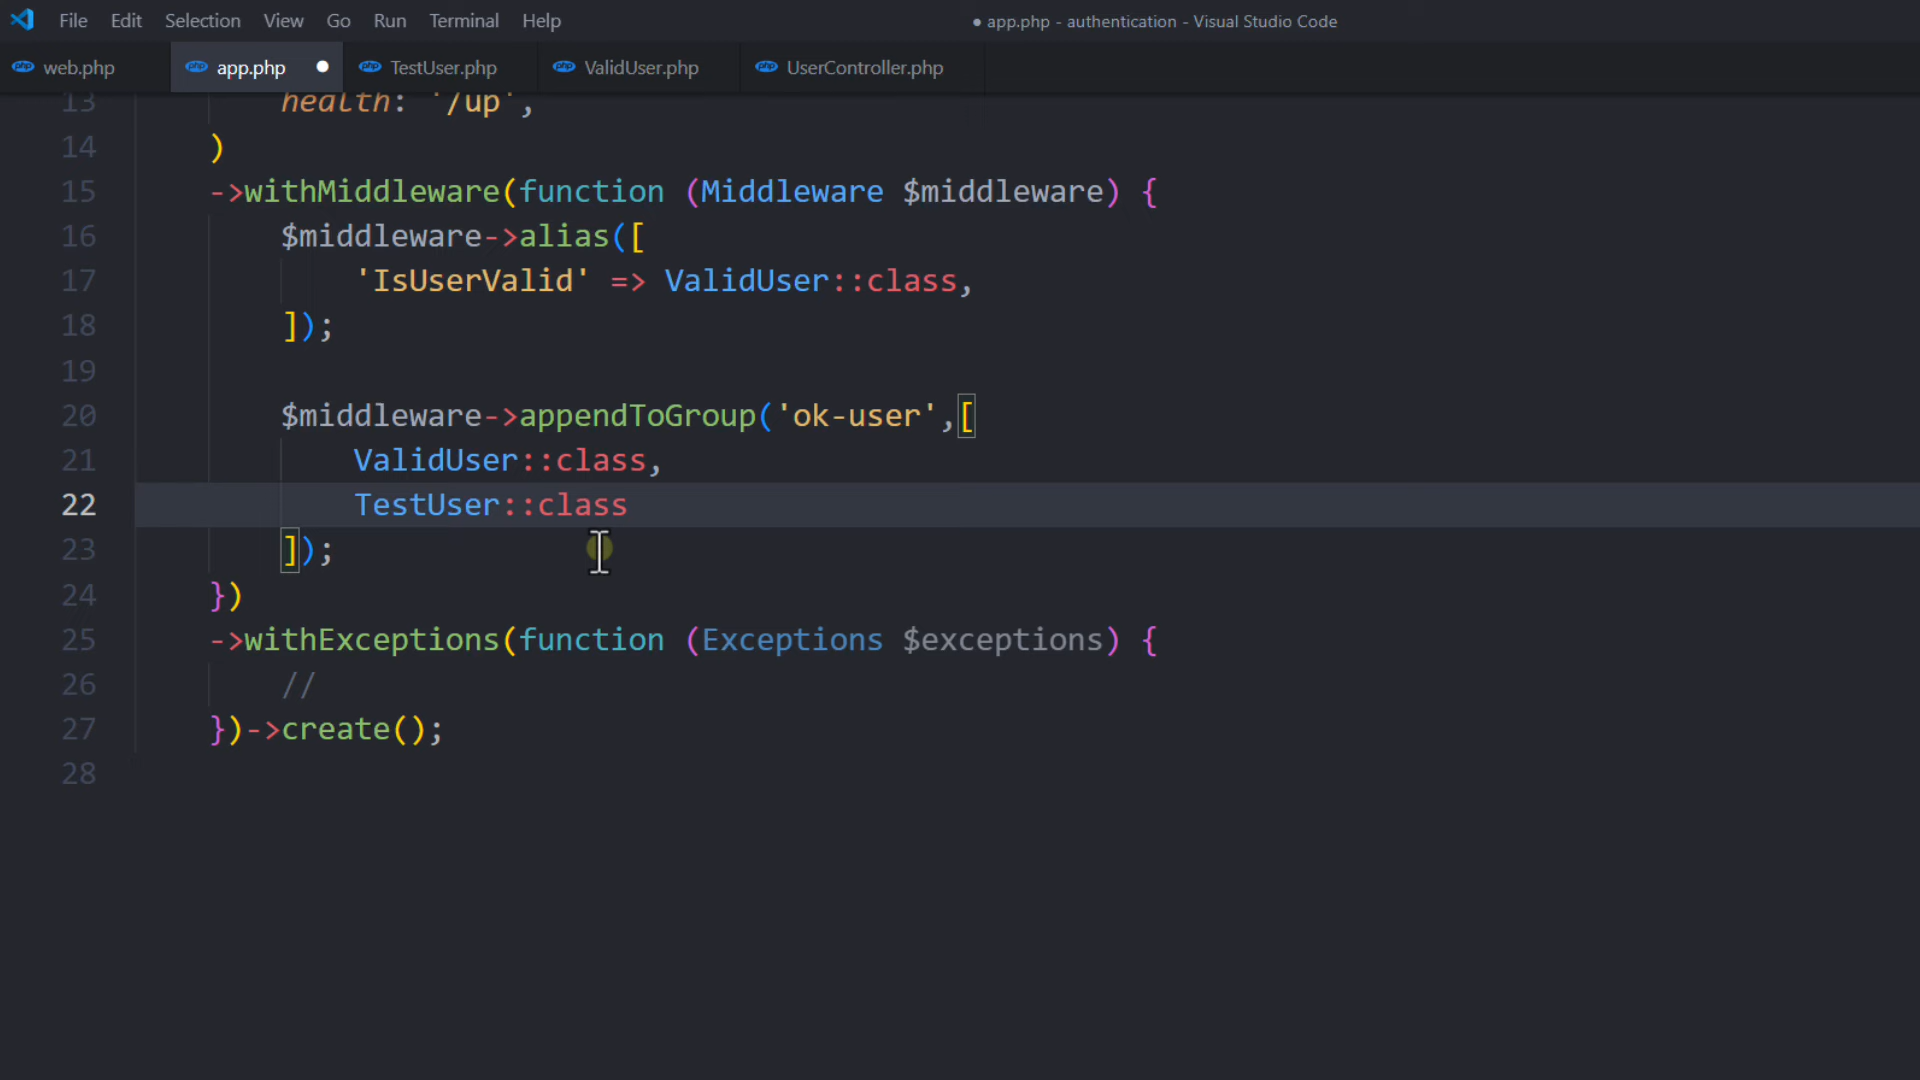 File Edit Selection View Go Run Terminal Help ● app.php - authentication - Visual Studio Code
web.php app.php ● TestUser.php ValidUser.php UserController.php
13 health: '/up',
14 )
15 ->withMiddleware(function (Middleware $middleware) {
16 $middleware->alias([
17 'IsUserValid' => ValidUser::class,
18 ]);
19
20 $middleware->appendToGroup('ok-user',[
21 ValidUser::class,
22 TestUser::class
23 ]);
24 })
25 ->withExceptions(function (Exceptions $exceptions) {
26 //
27 })->create();
28